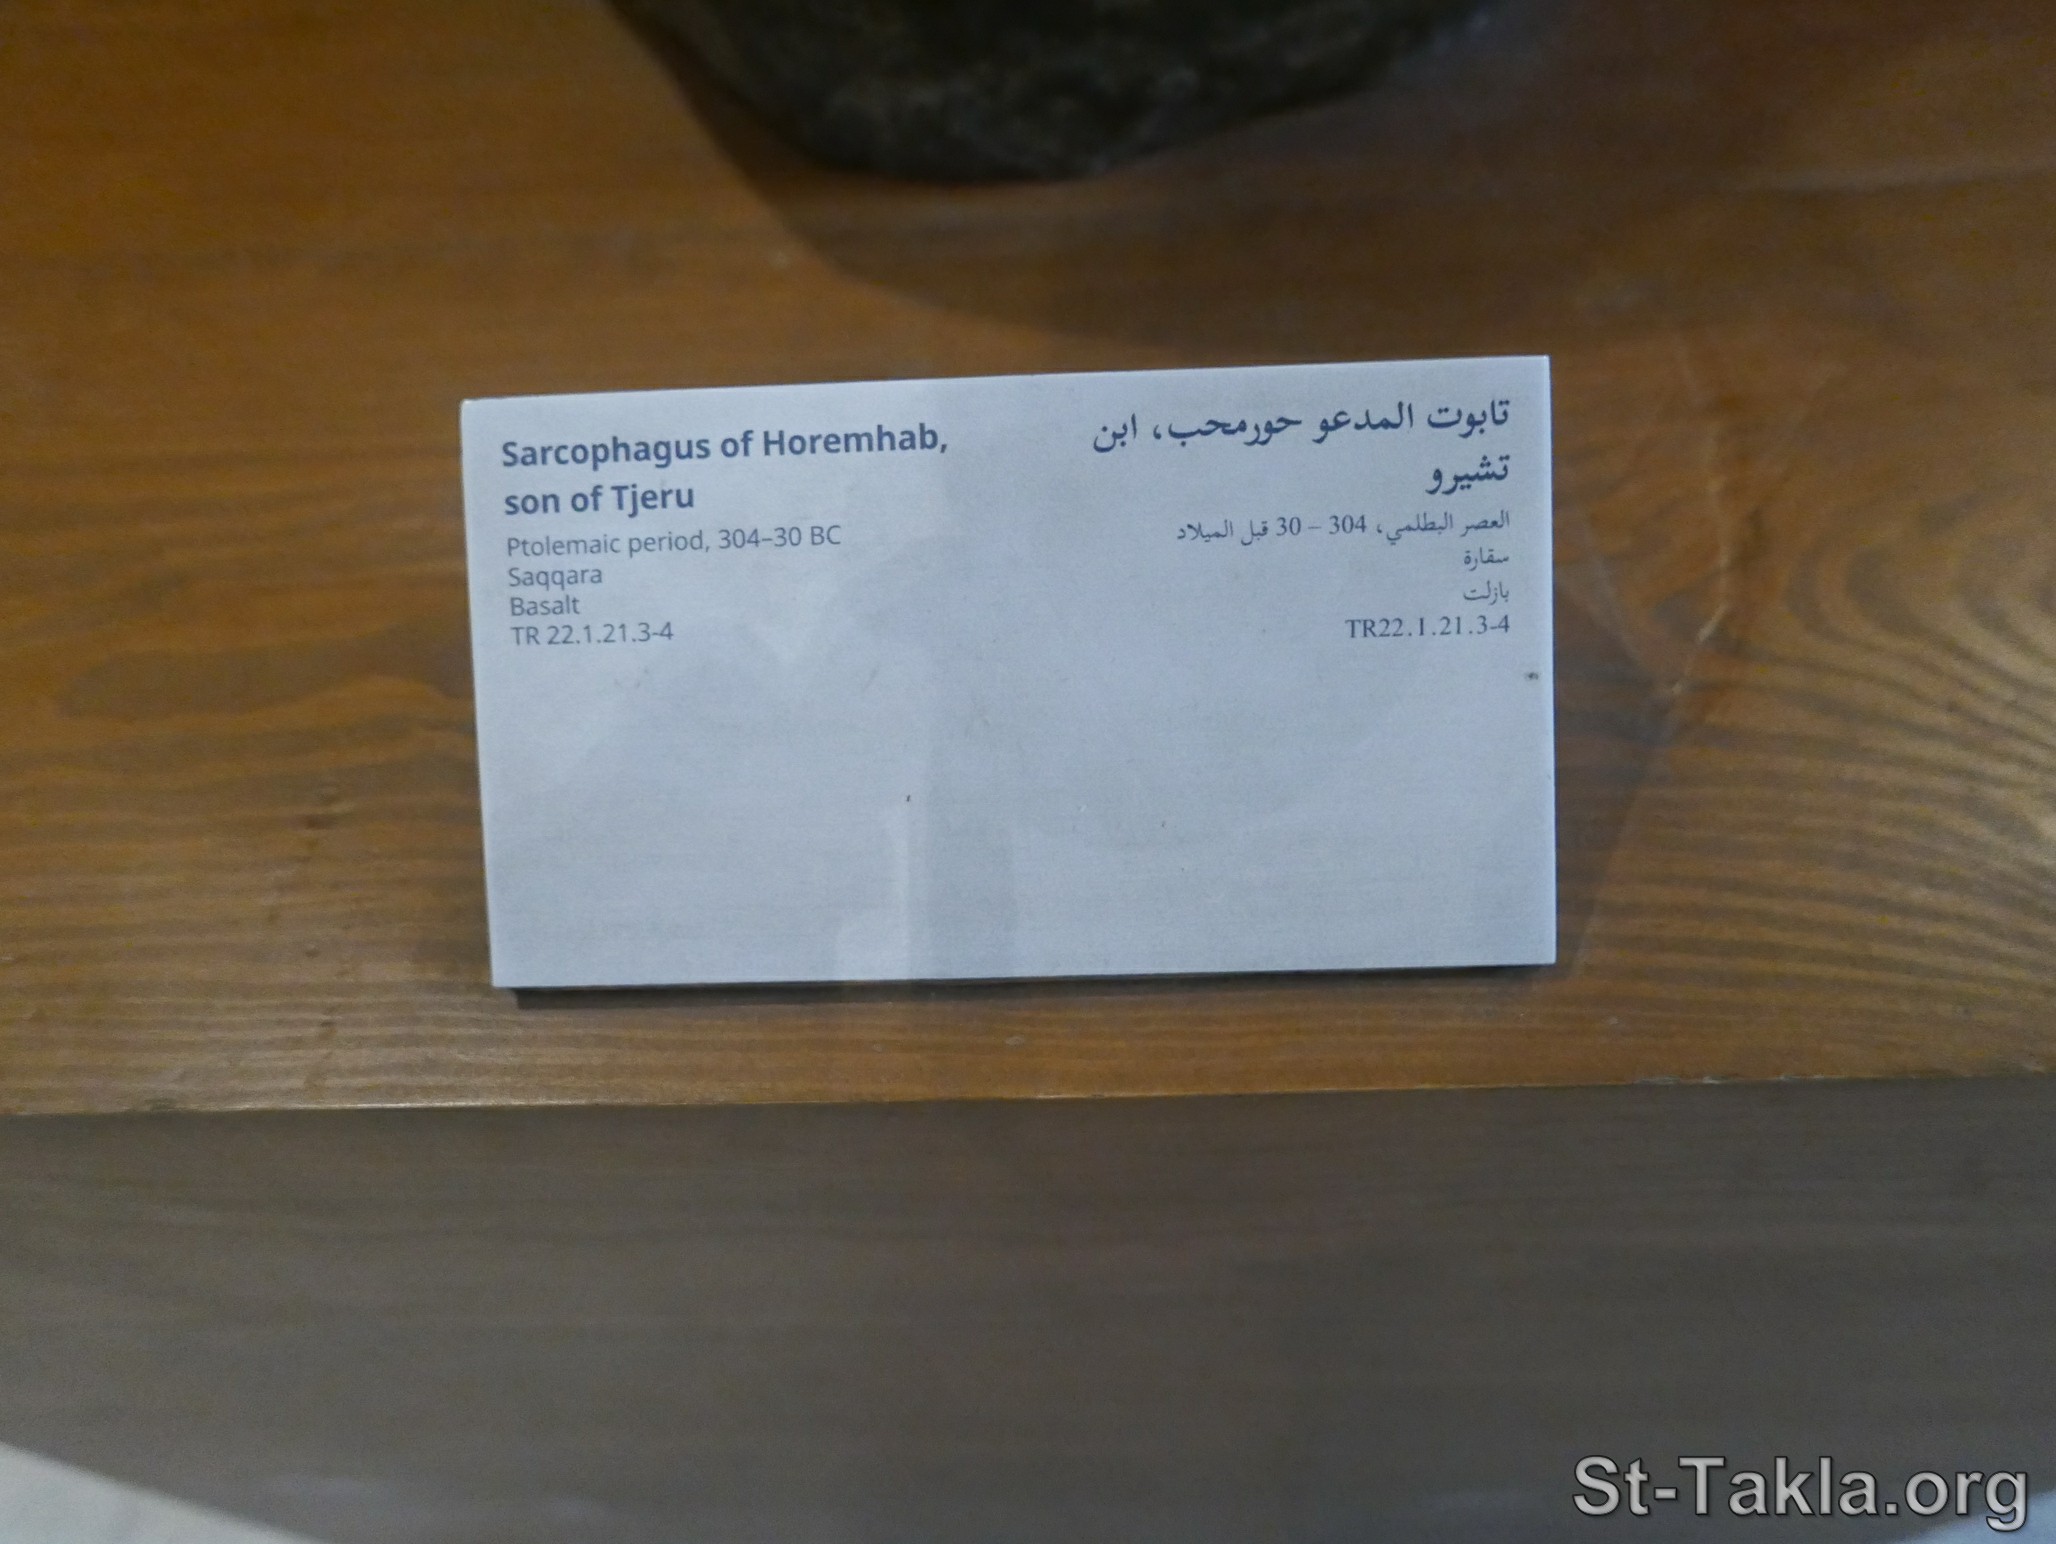 Sarcophagus of Horemhab,
son of Tjeru
Ptolemaic period, 304–30 BC
Saqqara
Basalt
TR 22.1.21.3-4
تابوت المدعو حورمحب، ابن
تشيرو
العصر البطلمي، 304 – 30 قبل الميلاد
سقارة
بازلت
TR22.1.21.3-4
St-Takla.org